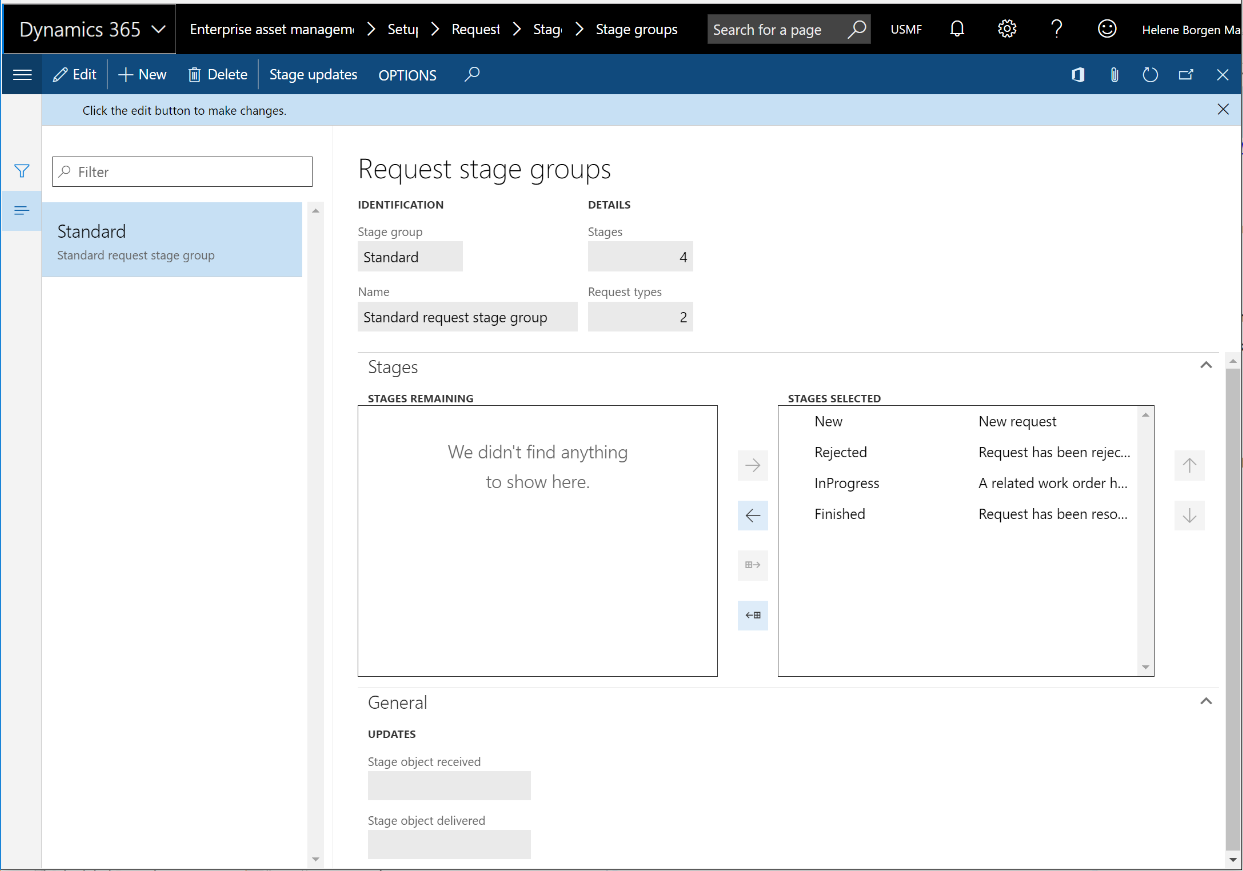 Dynamics 365 Enterprise asset managem Setup Request Stag Stage groups Search for a page USMF Helene Borgen Ma
Edit New Delete Stage updates OPTIONS
Click the edit button to make changes.
Filter
Standard
Standard request stage group
Request stage groups
IDENTIFICATION DETAILS
Stage group Stages
Standard 4
Name Request types
Standard request stage group 2
Stages
STAGES REMAINING STAGES SELECTED
We didn't find anything
to show here.
New New request
Rejected Request has been rejec...
InProgress A related work order h...
Finished Request has been reso...
General
UPDATES
Stage object received
Stage object delivered